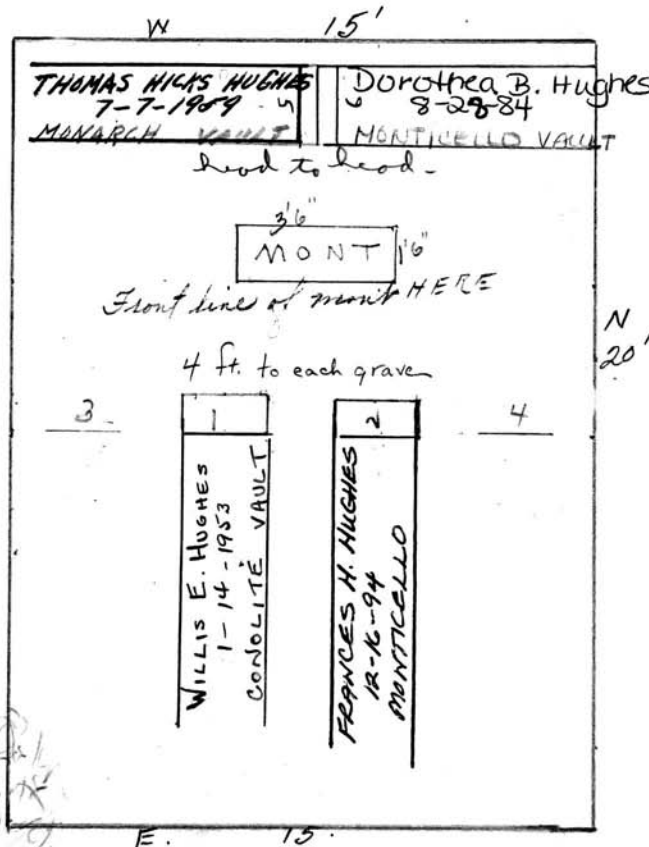 W 15'
THOMAS HICKS HUGHES
7-7-1959 5
MONARCH VAULT
6 Dorothea B. Hughes
8-28-84
MONTICELLO VAULT
head to head-
3'6"
MONT 1'6"
Front line of mont HERE
N
20'
4 ft. to each grave
3 1 2 4
WILLIS E. HUGHES
1-14-1953
CONOLITE VAULT
FRANCES H. HUGHES
12-16-94
MONTICELLO
E. 15.